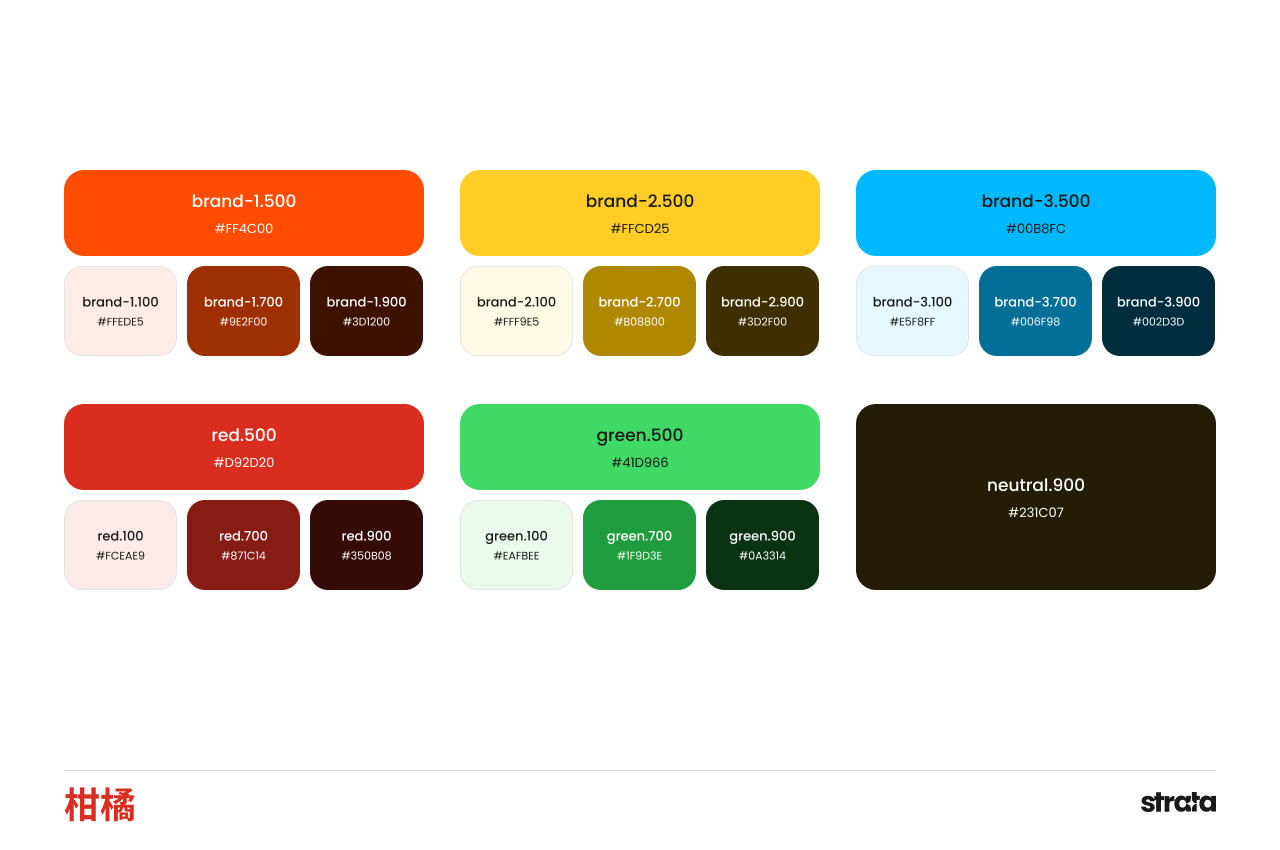 brand-1.500
#FF4C00
brand-1.100
#FFEDE5
brand-1.700
#9E2F00
brand-1.900
#3D1200
brand-2.500
#FFCD25
brand-2.100
#FFF9E5
brand-2.700
#B08800
brand-2.900
#3D2F00
brand-3.500
#00B8FC
brand-3.100
#E5F8FF
brand-3.700
#006F98
brand-3.900
#002D3D
red.500
#D92D20
red.100
#FCEAE9
red.700
#871C14
red.900
#350B08
green.500
#41D966
green.100
#EAFBEE
green.700
#1F9D3E
green.900
#0A3314
neutral.900
#231C07
柑橘
strata